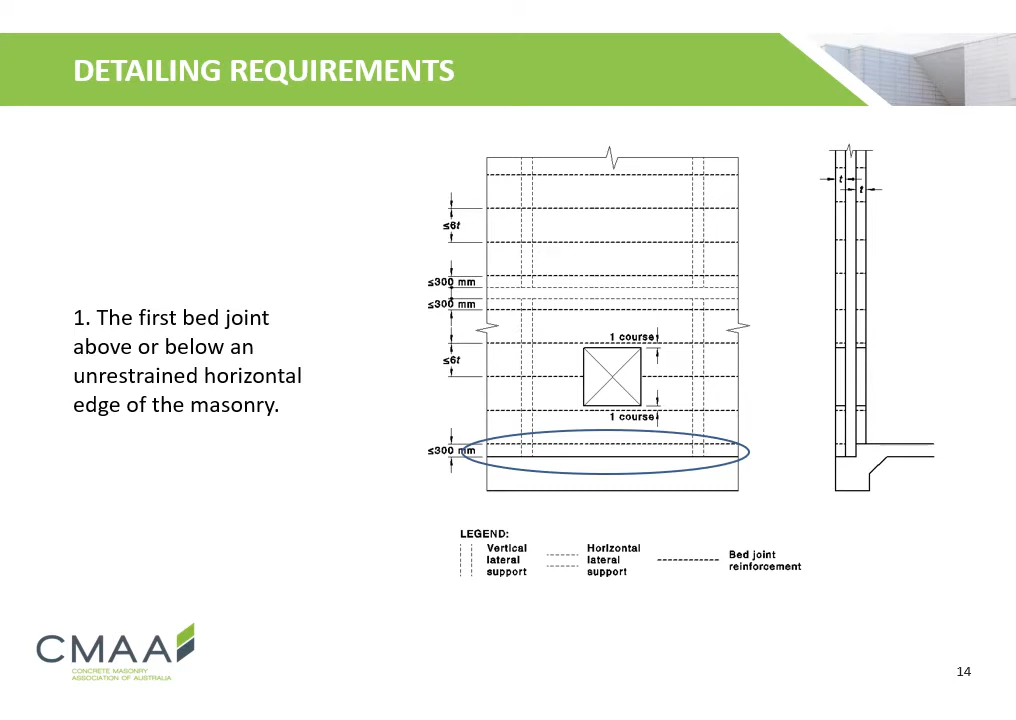 DETAILING REQUIREMENTS
1. The first bed joint
above or below an
unrestrained horizontal
edge of the masonry.
t
t
≤6t
≤300 mm
≤300 mm
1 course
≤6t
1 course
≤300 mm
LEGEND:
Vertical
lateral
support
Horizontal
lateral
support
Bed joint
reinforcement
CMAA
CONCRETE MASONRY
ASSOCIATION OF AUSTRALIA
14